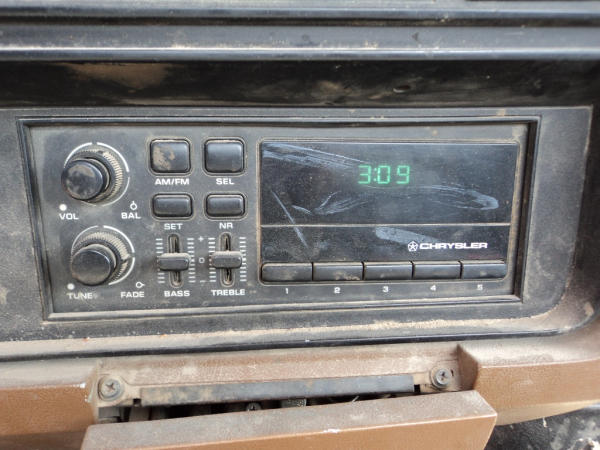 3:09
AM/FM SEL
VOL BAL
SET NR
CHRYSLER
+
0
-
TUNE FADE BASS TREBLE
1 2 3 4 5